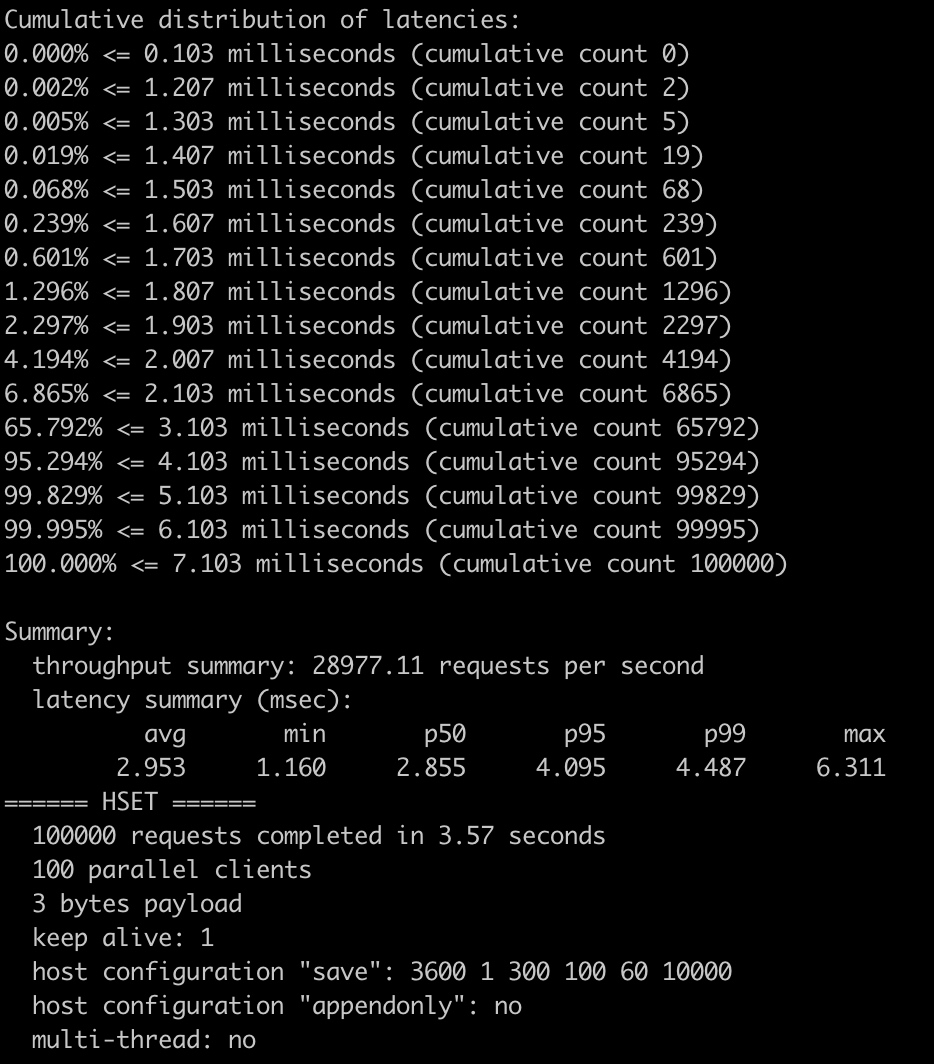 Cumulative distribution of latencies:
0.000% <= 0.103 milliseconds (cumulative count 0)
0.002% <= 1.207 milliseconds (cumulative count 2)
0.005% <= 1.303 milliseconds (cumulative count 5)
0.019% <= 1.407 milliseconds (cumulative count 19)
0.068% <= 1.503 milliseconds (cumulative count 68)
0.239% <= 1.607 milliseconds (cumulative count 239)
0.601% <= 1.703 milliseconds (cumulative count 601)
1.296% <= 1.807 milliseconds (cumulative count 1296)
2.297% <= 1.903 milliseconds (cumulative count 2297)
4.194% <= 2.007 milliseconds (cumulative count 4194)
6.865% <= 2.103 milliseconds (cumulative count 6865)
65.792% <= 3.103 milliseconds (cumulative count 65792)
95.294% <= 4.103 milliseconds (cumulative count 95294)
99.829% <= 5.103 milliseconds (cumulative count 99829)
99.995% <= 6.103 milliseconds (cumulative count 99995)
100.000% <= 7.103 milliseconds (cumulative count 100000)

Summary:
  throughput summary: 28977.11 requests per second
  latency summary (msec):
          avg       min       p50       p95       p99       max
        2.953     1.160     2.855     4.095     4.487     6.311
====== HSET ======
  100000 requests completed in 3.57 seconds
  100 parallel clients
  3 bytes payload
  keep alive: 1
  host configuration "save": 3600 1 300 100 60 10000
  host configuration "appendonly": no
  multi-thread: no